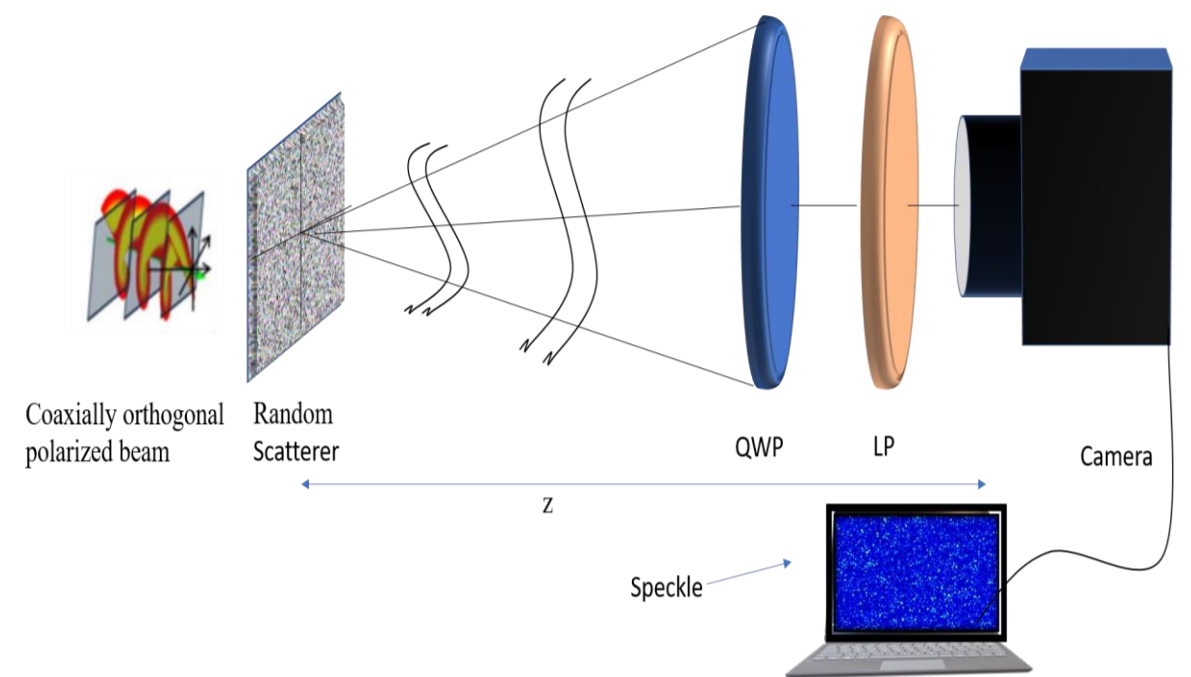 Coaxially orthogonal
polarized beam
Random
Scatterer
QWP
LP
Camera
z
Speckle